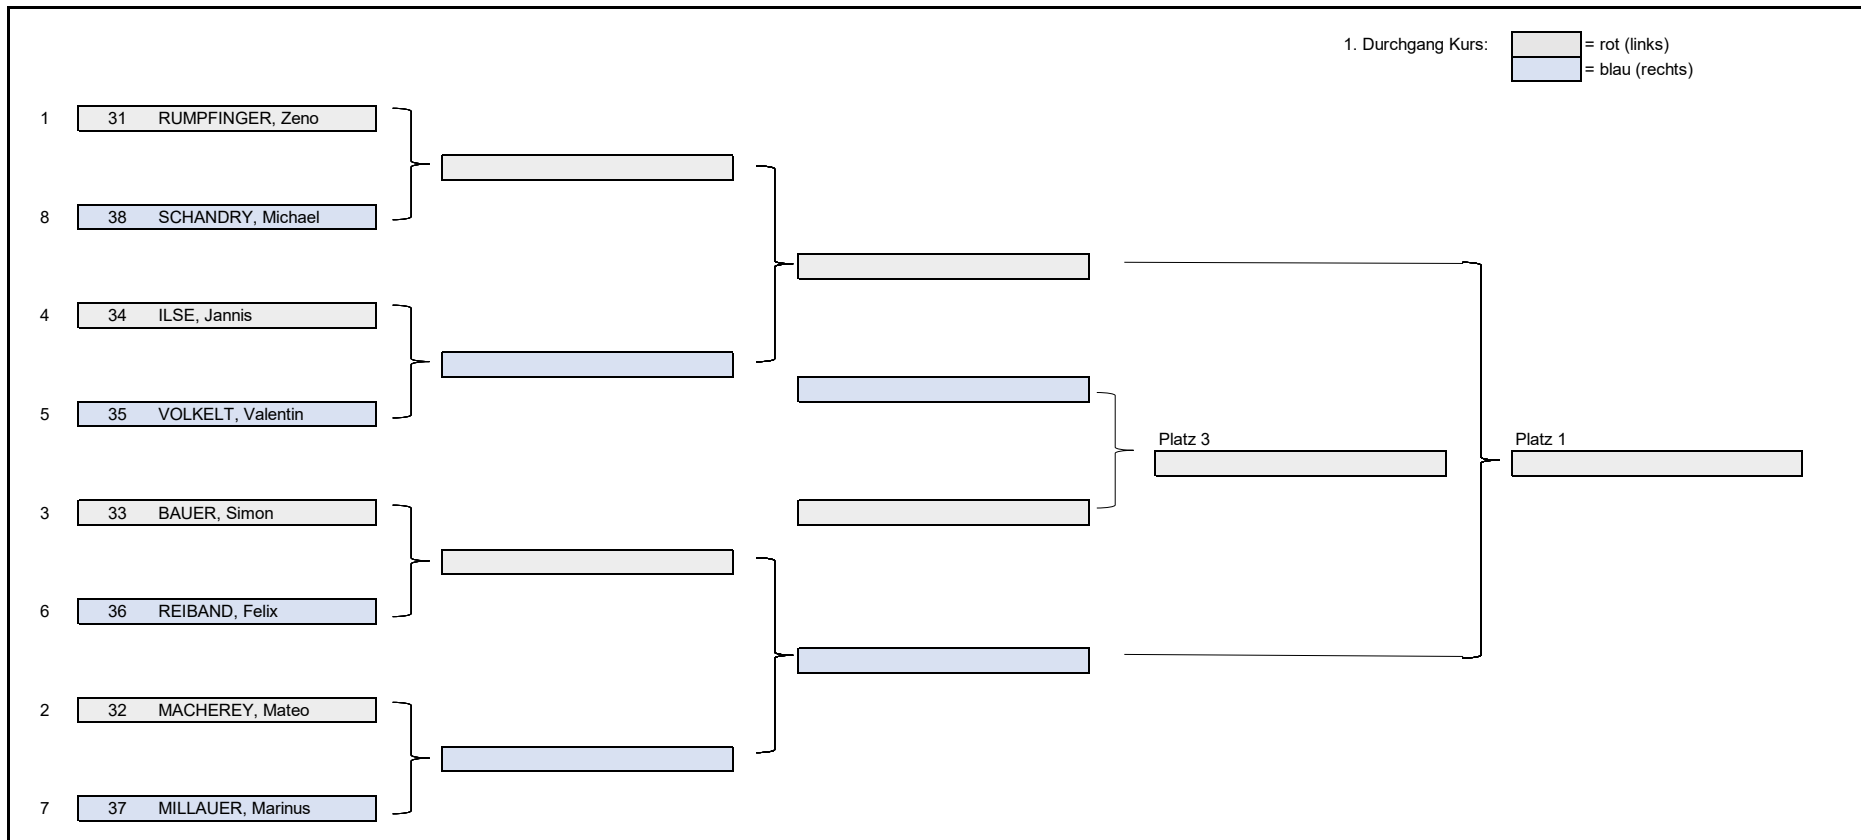 1. Durchgang Kurs: = rot (links)
= blau (rechts)
1 31 RUMPFINGER, Zeno
8 38 SCHANDRY, Michael
4 34 ILSE, Jannis
5 35 VOLKELT, Valentin
Platz 3 Platz 1
3 33 BAUER, Simon
6 36 REIBAND, Felix
2 32 MACHEREY, Mateo
7 37 MILLAUER, Marinus